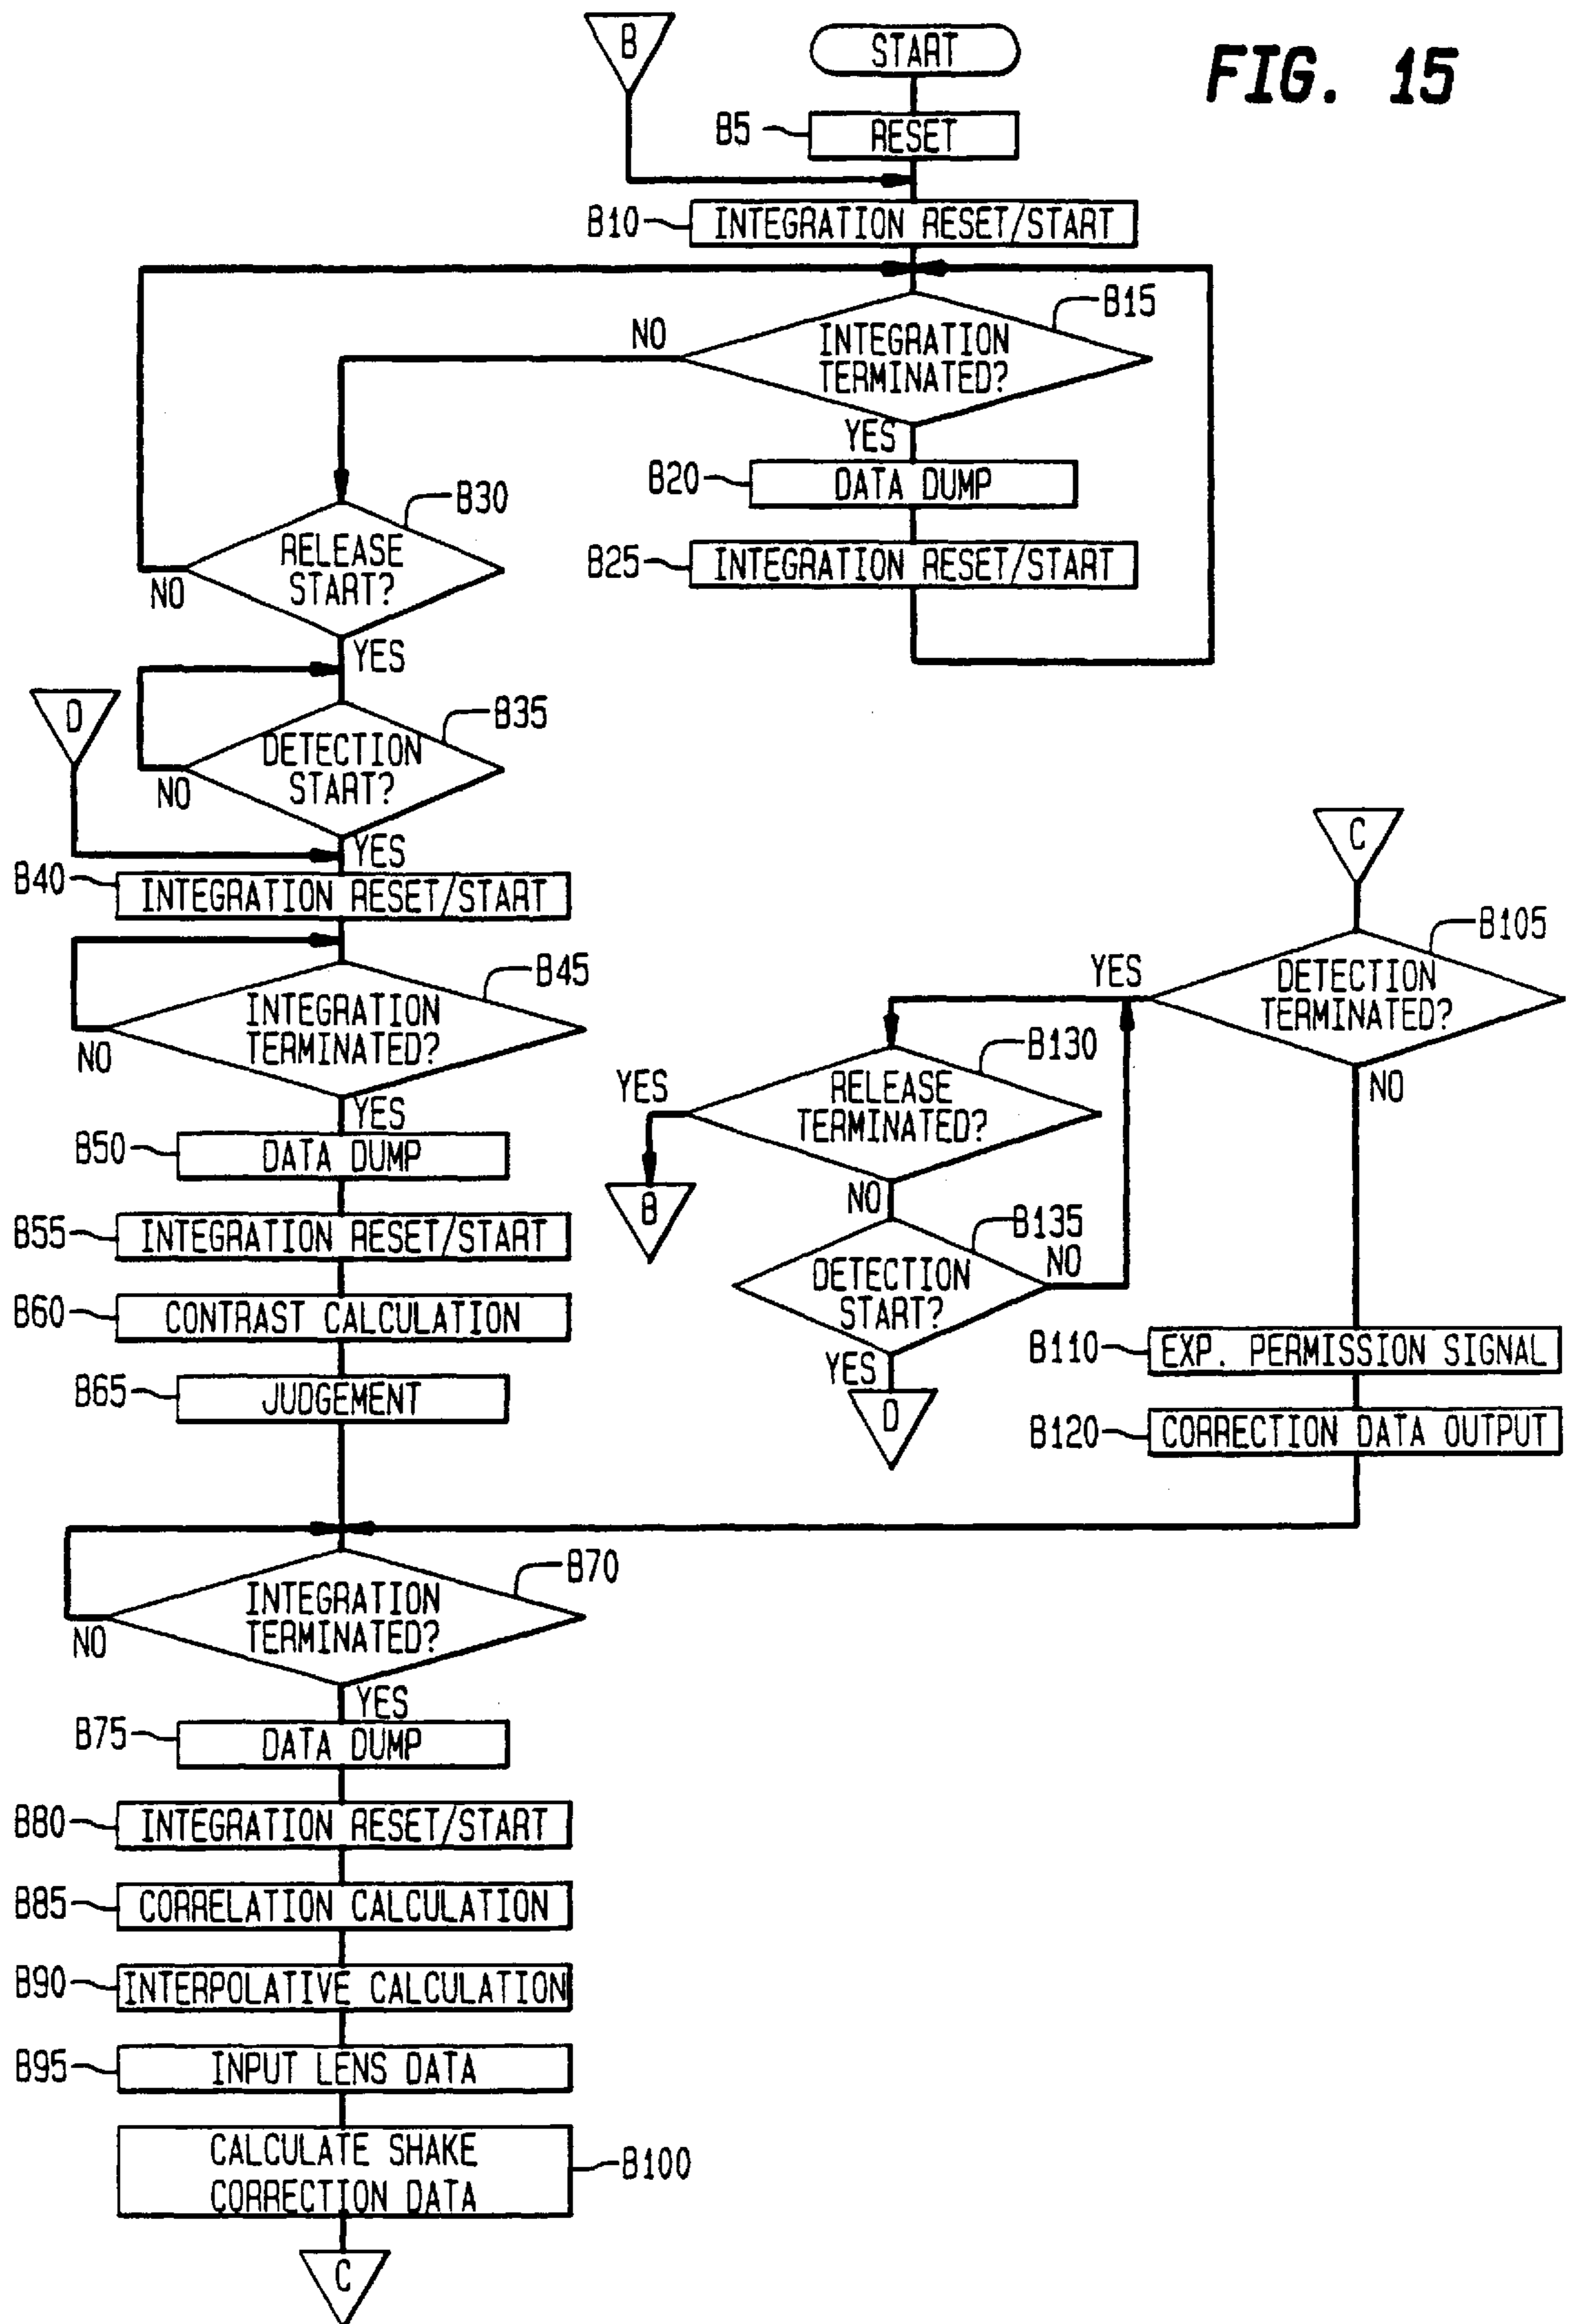 FIG. 15
B
START
B5
RESET
B10
INTEGRATION RESET/START
B15
INTEGRATION
TERMINATED?
NO
YES
B20
DATA DUMP
B25
INTEGRATION RESET/START
B30
RELEASE
START?
NO
YES
B35
DETECTION
START?
NO
YES
D
B40
INTEGRATION RESET/START
B45
INTEGRATION
TERMINATED?
NO
YES
B50
DATA DUMP
B55
INTEGRATION RESET/START
B60
CONTRAST CALCULATION
B65
JUDGEMENT
C
B105
DETECTION
TERMINATED?
YES
NO
B130
RELEASE
TERMINATED?
YES
B
NO
B135
DETECTION
START?
NO
YES
D
B110
EXP. PERMISSION SIGNAL
B120
CORRECTION DATA OUTPUT
B70
INTEGRATION
TERMINATED?
NO
YES
B75
DATA DUMP
B80
INTEGRATION RESET/START
B85
CORRELATION CALCULATION
B90
INTERPOLATIVE CALCULATION
B95
INPUT LENS DATA
CALCULATE SHAKE
CORRECTION DATA
B100
C